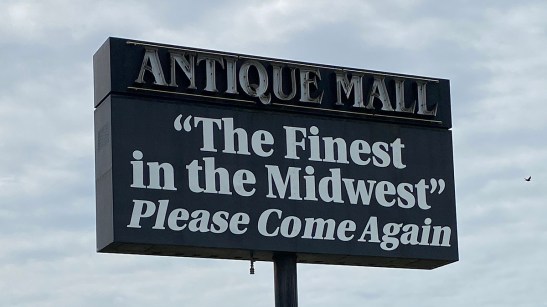 ANTIQUE MALL
“The Finest
in the Midwest”
Please Come Again